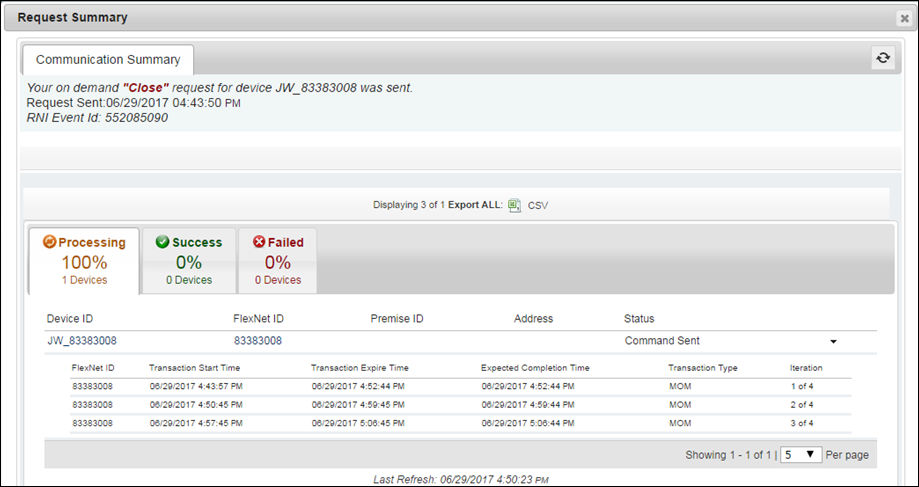 Request Summary
Communication Summary
Your on demand "Close" request for device JW_83383008 was sent.
Request Sent:06/29/2017 04:43:50 PM
RNI Event Id: 552085090
Displaying 3 of 1 Export ALL: CSV
Processing Success Failed
100% 0% 0%
1 Devices 0 Devices 0 Devices
Device ID FlexNet ID Premise ID Address Status
JW_83383008 83383008 Command Sent
FlexNet ID Transaction Start Time Transaction Expire Time Expected Completion Time Transaction Type Iteration
83383008 06/29/2017 4:43:57 PM 06/29/2017 4:52:44 PM 06/29/2017 4:52:44 PM MOM 1 of 4
83383008 06/29/2017 4:50:45 PM 06/29/2017 4:59:45 PM 06/29/2017 4:59:44 PM MOM 2 of 4
83383008 06/29/2017 4:57:45 PM 06/29/2017 5:06:45 PM 06/29/2017 5:06:44 PM MOM 3 of 4
Showing 1 - 1 of 1 | 5 Per page
Last Refresh: 06/29/2017 4:50:23 PM